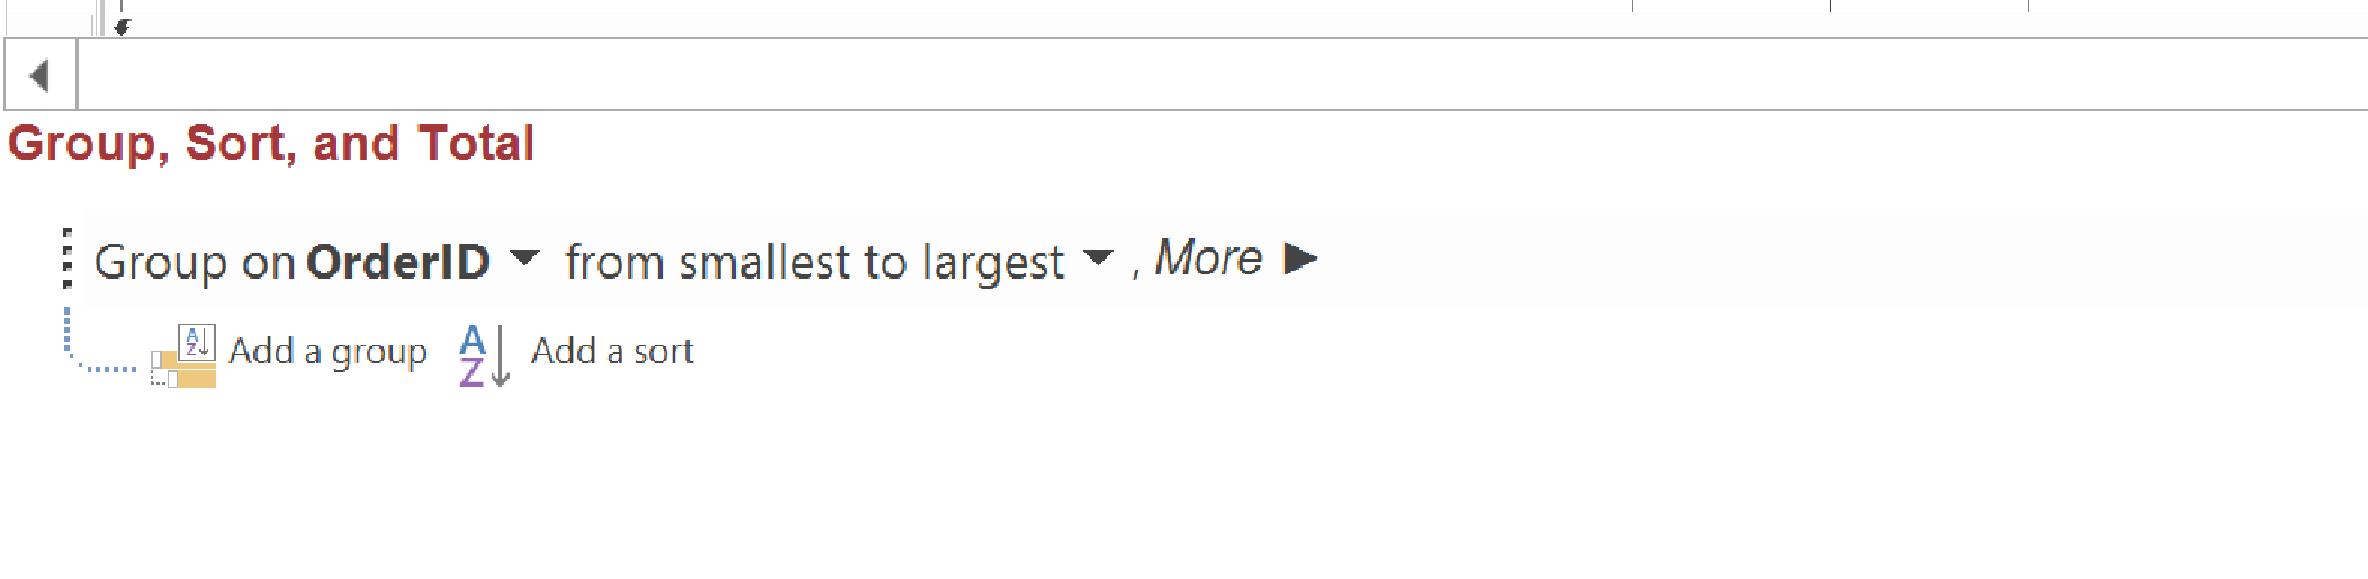 Group, Sort, and Total
Group on OrderID from smallest to largest , More
Add a group Add a sort